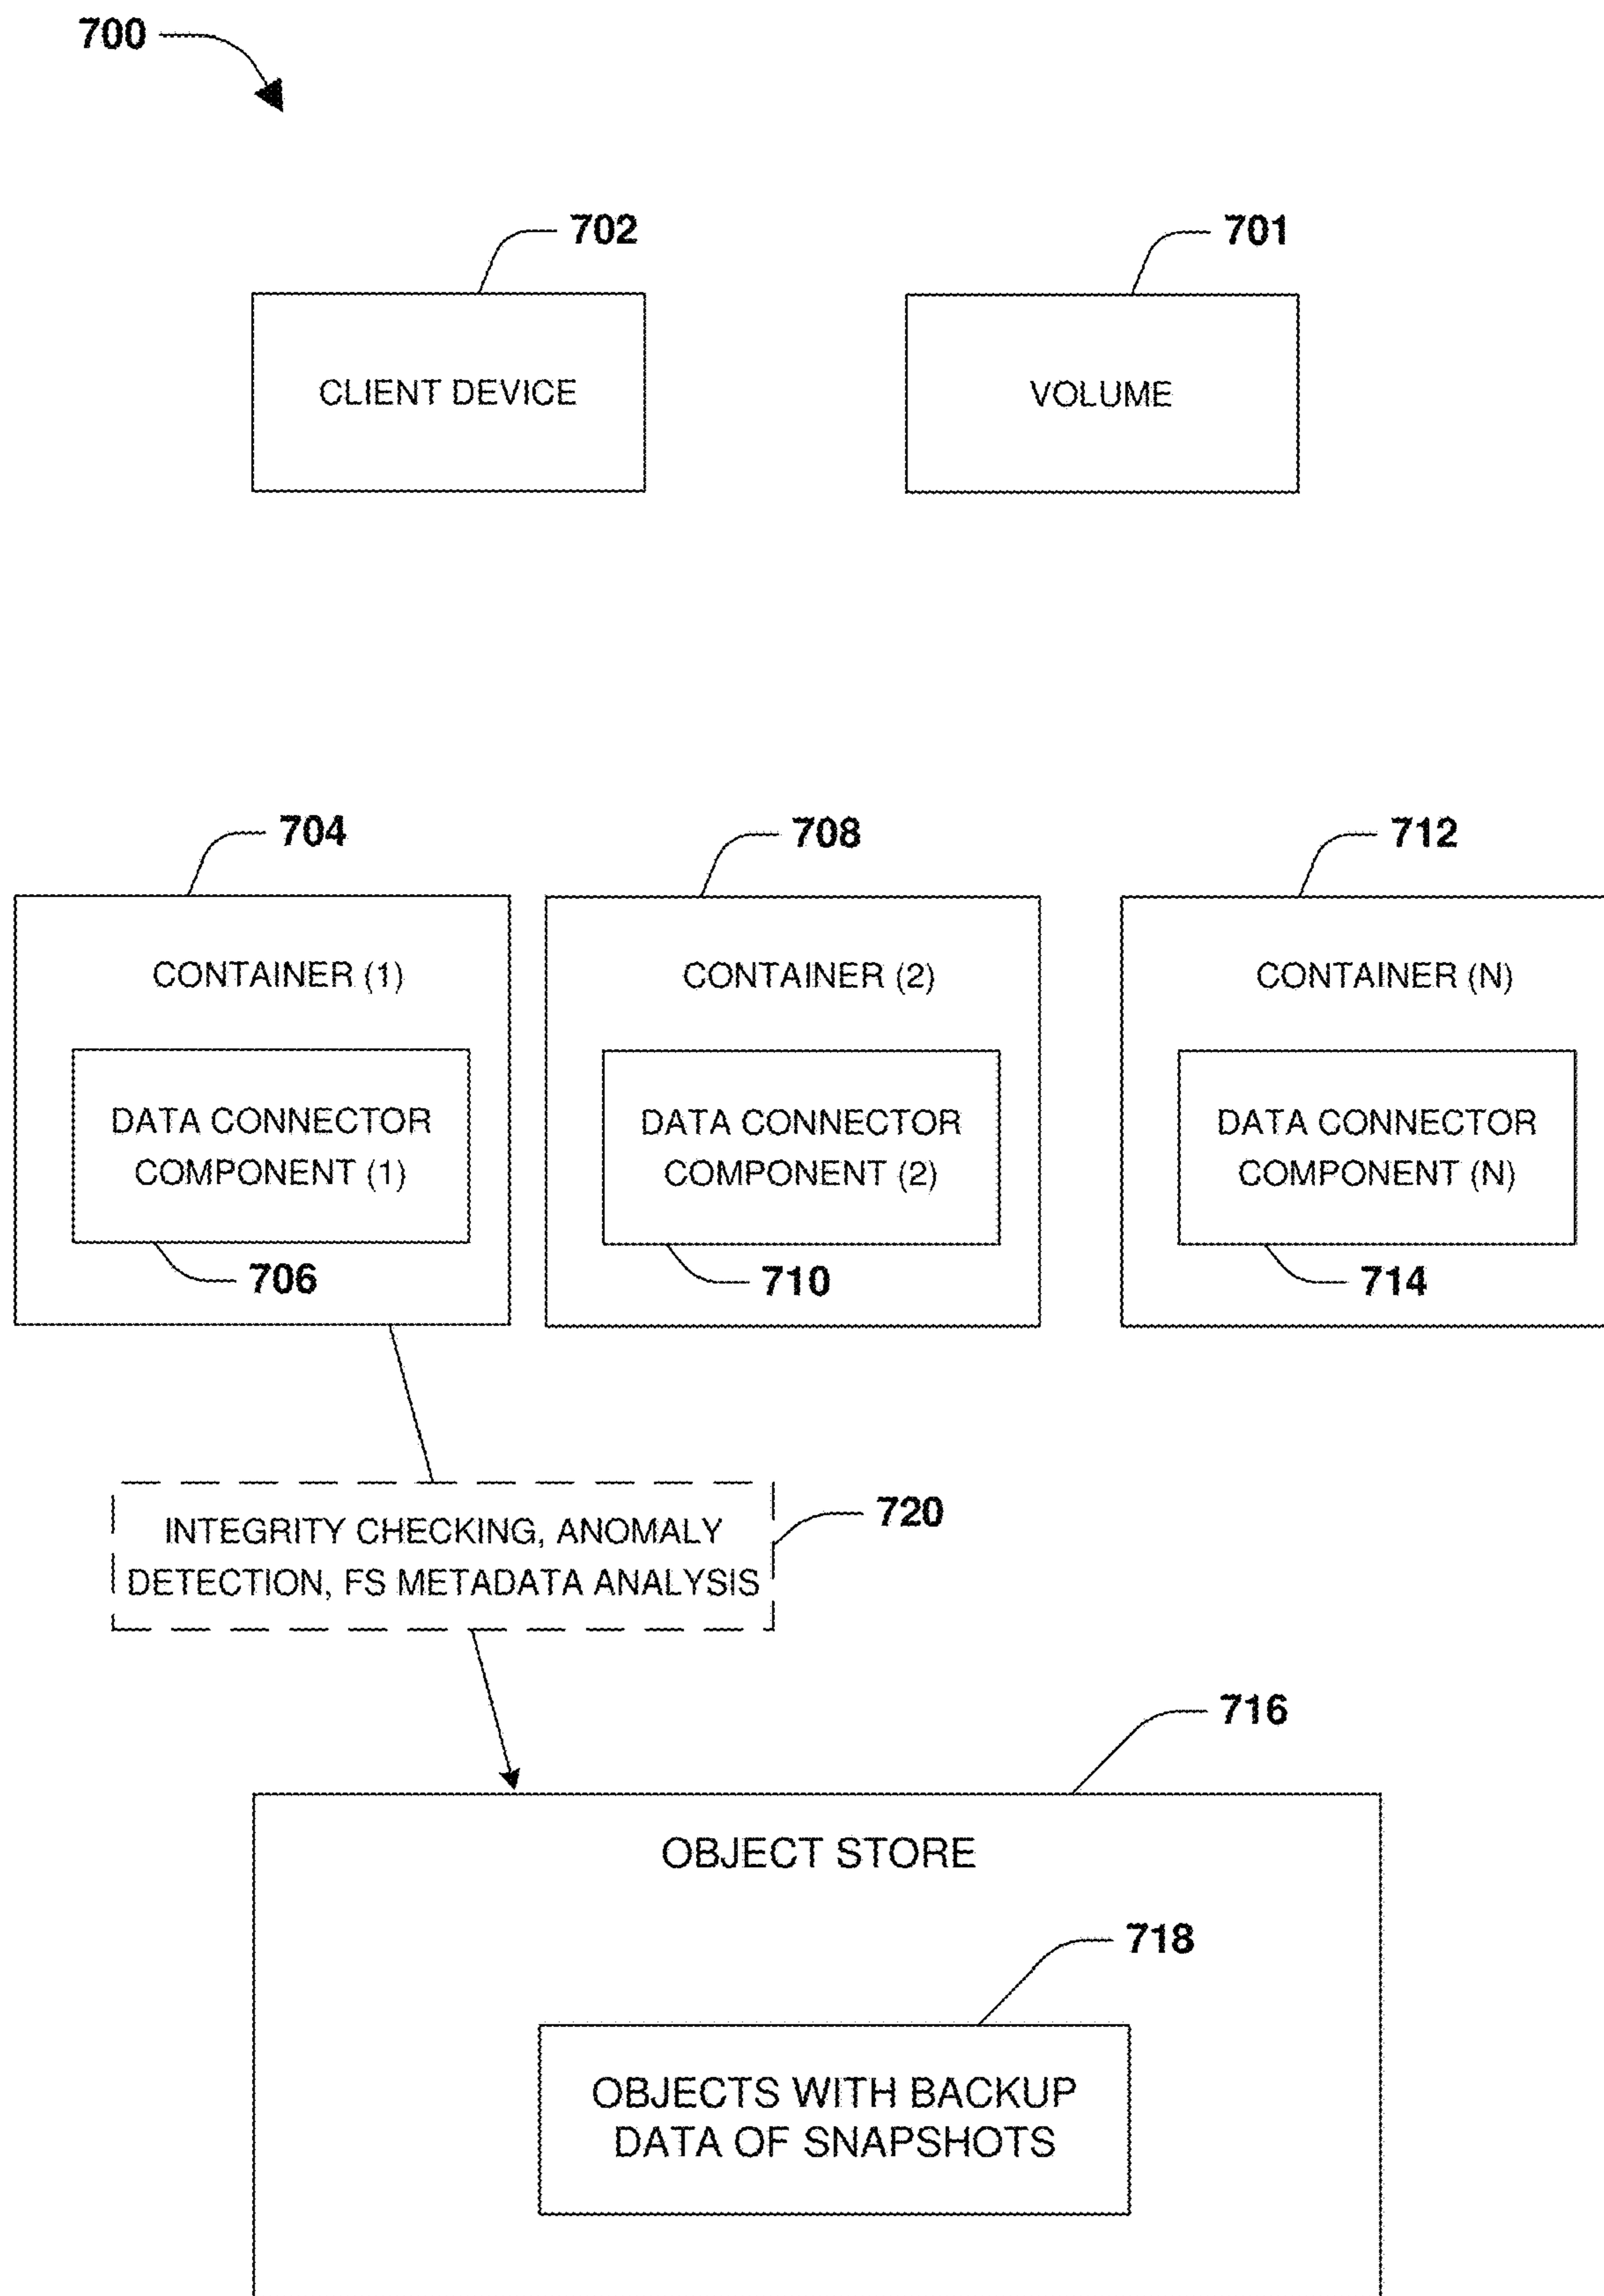 700
702
701
CLIENT DEVICE
VOLUME
704
708
712
CONTAINER (1)
CONTAINER (2)
CONTAINER (N)
DATA CONNECTOR
COMPONENT (1)
DATA CONNECTOR
COMPONENT (2)
DATA CONNECTOR
COMPONENT (N)
706
710
714
INTEGRITY CHECKING, ANOMALY
DETECTION, FS METADATA ANALYSIS
720
716
OBJECT STORE
718
OBJECTS WITH BACKUP
DATA OF SNAPSHOTS